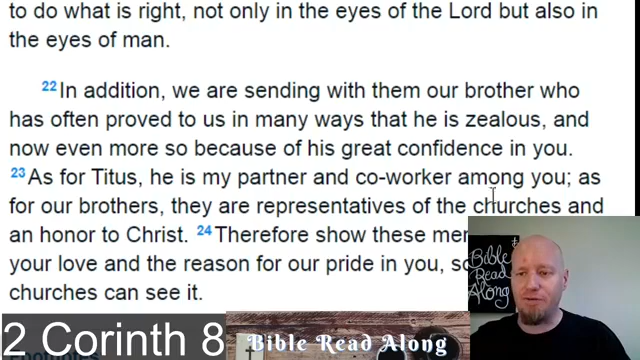 to do what is right, not only in the eyes of the Lord but also in
the eyes of man.
22 In addition, we are sending with them our brother who
has often proved to us in many ways that he is zealous, and
now even more so because of his great confidence in you.
23 As for Titus, he is my partner and co-worker among you; as
for our brothers, they are representatives of the churches and
an honor to Christ. 24 Therefore show these
your love and the reason for our pride in you,
churches can see it.
Bible
Read
Along
2 Corinth 8
Bible Read Along